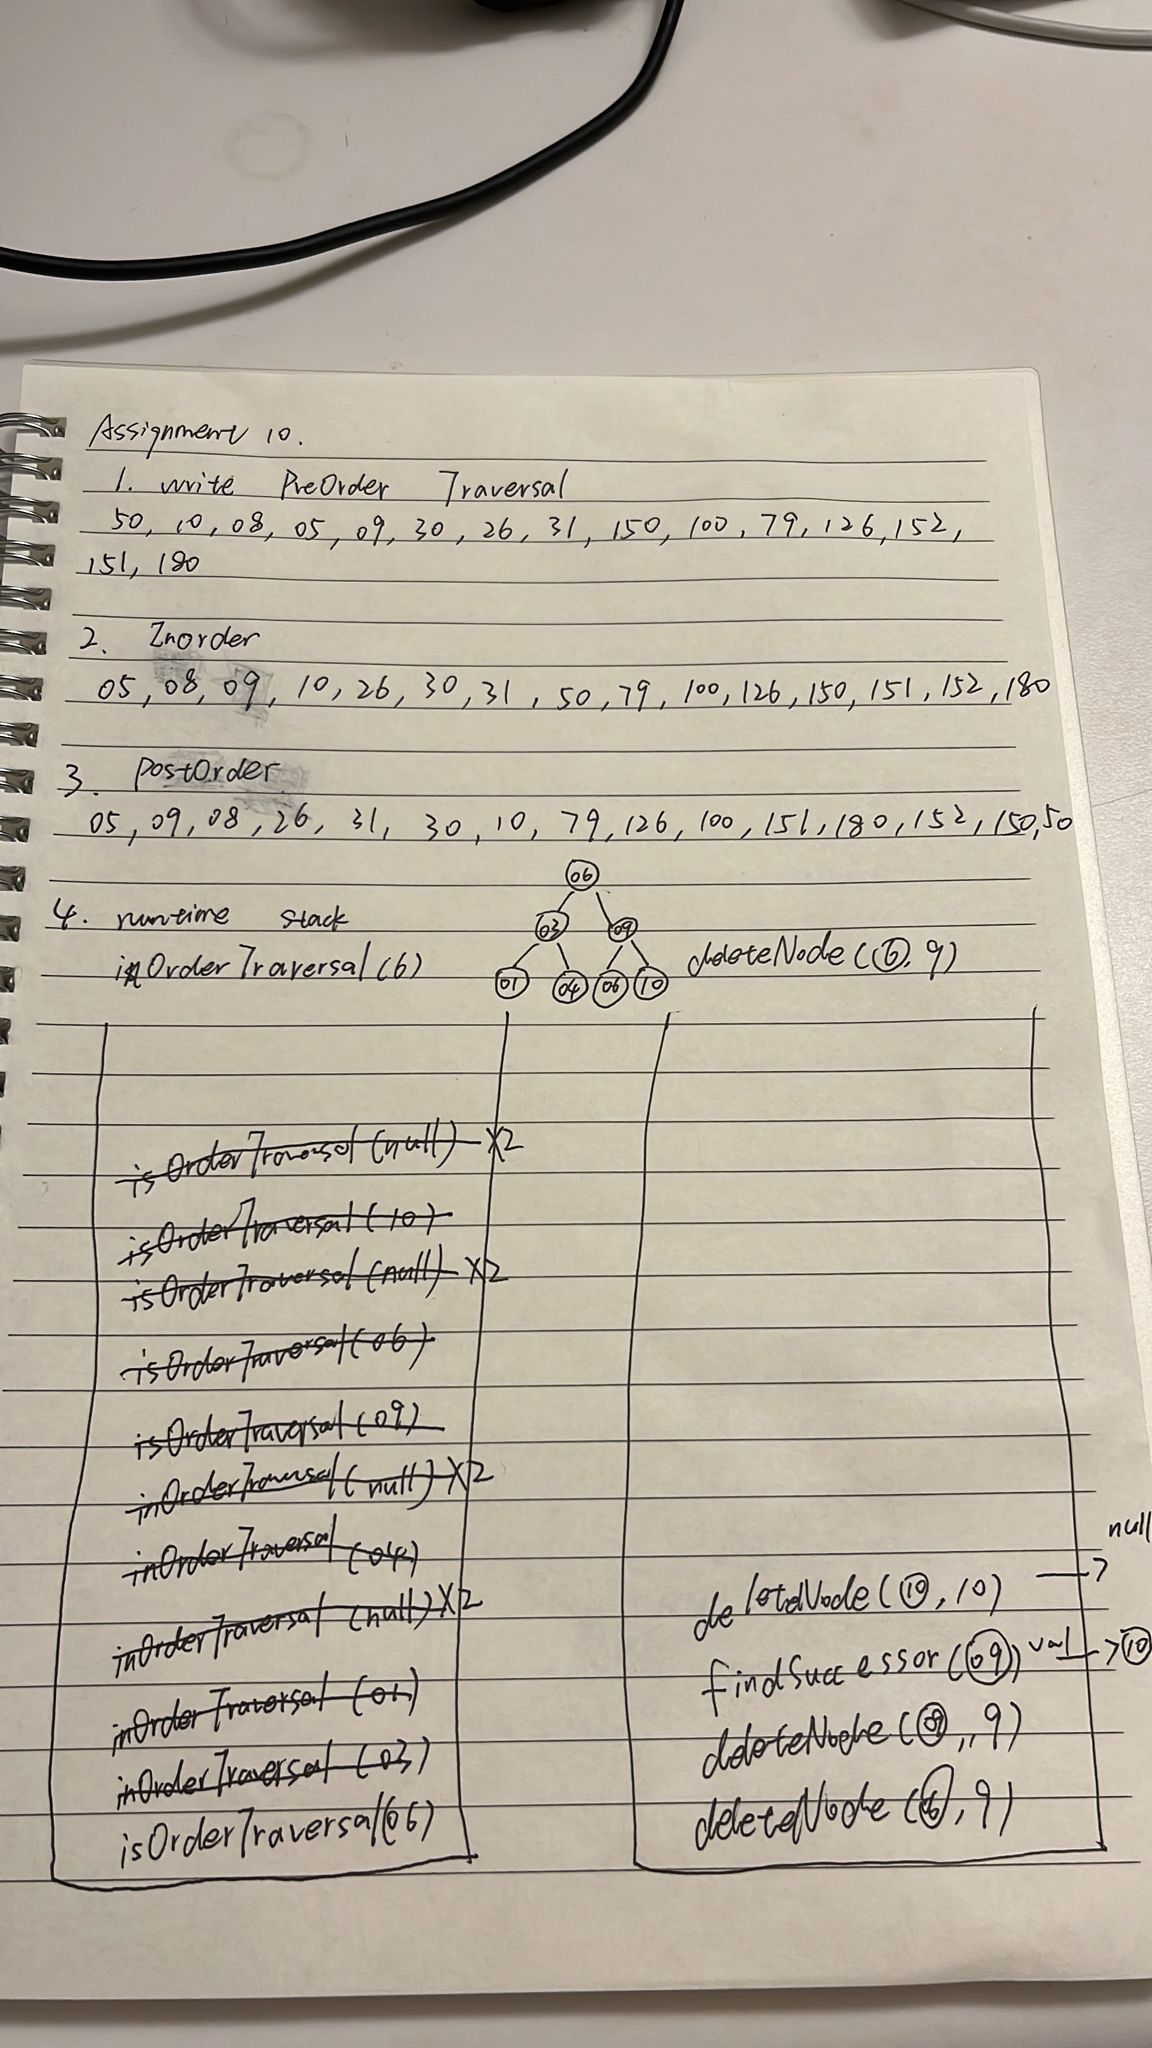 Assignment 10.
1. write PreOrder Traversal
50, 10, 08, 05, 09, 30, 26, 31, 150, 100, 79, 126, 152,
151, 180
2. Inorder
05, 08, 09, 10, 26, 30, 31, 50, 79, 100, 126, 150, 151, 152, 180
3. PostOrder
05, 09, 08, 26, 31, 30, 10, 79, 126, 100, 151, 180, 152, 150, 50
06
4. runtime stack
03 09
inOrderTraversal(6)
01 04 06 10
deleteNode(6, 9)
isOrderTraversal(null) X2
isOrderTraversal(10)
isOrderTraversal(null) X2
isOrderTraversal(06)
isOrderTraversal(09)
inOrderTraversal(null) X2
inOrderTraversal(04)
inOrderTraversal(null) X2
inOrderTraversal(01)
inOrderTraversal(03)
isOrderTraversal(06)
null
deleteNode(10, 10) →
findSuccessor(09) val → 10
deleteNode(09, 9)
deleteNode(6, 9)